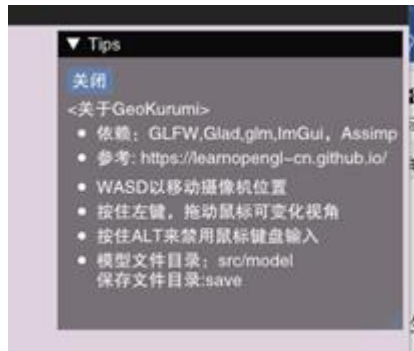 Tips
关闭
<关于GeoKurumi>
依赖：GLFW,Glad,glm,ImGui，Assimp
参考: https://learnopengl-cn.github.io/
WASD以移动摄像机位置
按住左键，拖动鼠标可变化视角
按住ALT来禁用鼠标键盘输入
模型文件目录：src/model
保存文件目录:save